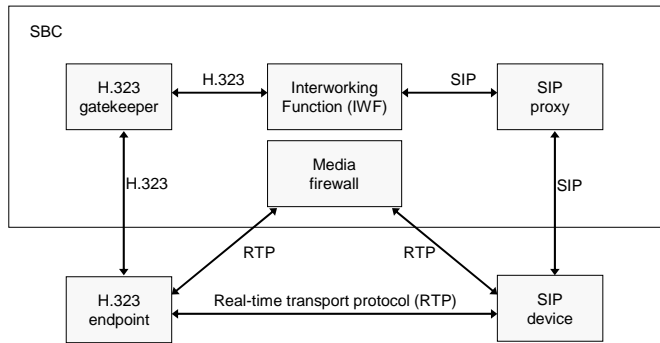 SBC
H.323
gatekeeper
H.323
Interworking
Function (IWF)
SIP
SIP
proxy
H.323
Media
firewall
SIP
RTP
RTP
H.323
endpoint
Real-time transport protocol (RTP)
SIP
device